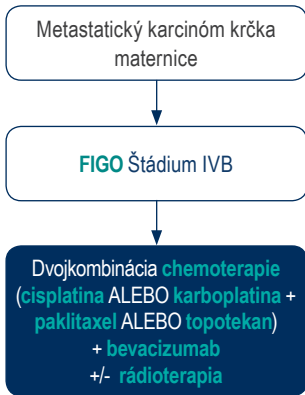 Metastatický karcinóm krčka
maternice
FIGO Štádium IVB
Dvojkombinácia chemoterapie
(cisplatina ALEBO karboplatina +
paklitaxel ALEBO topotekan)
+ bevacizumab
+/- rádioterapia